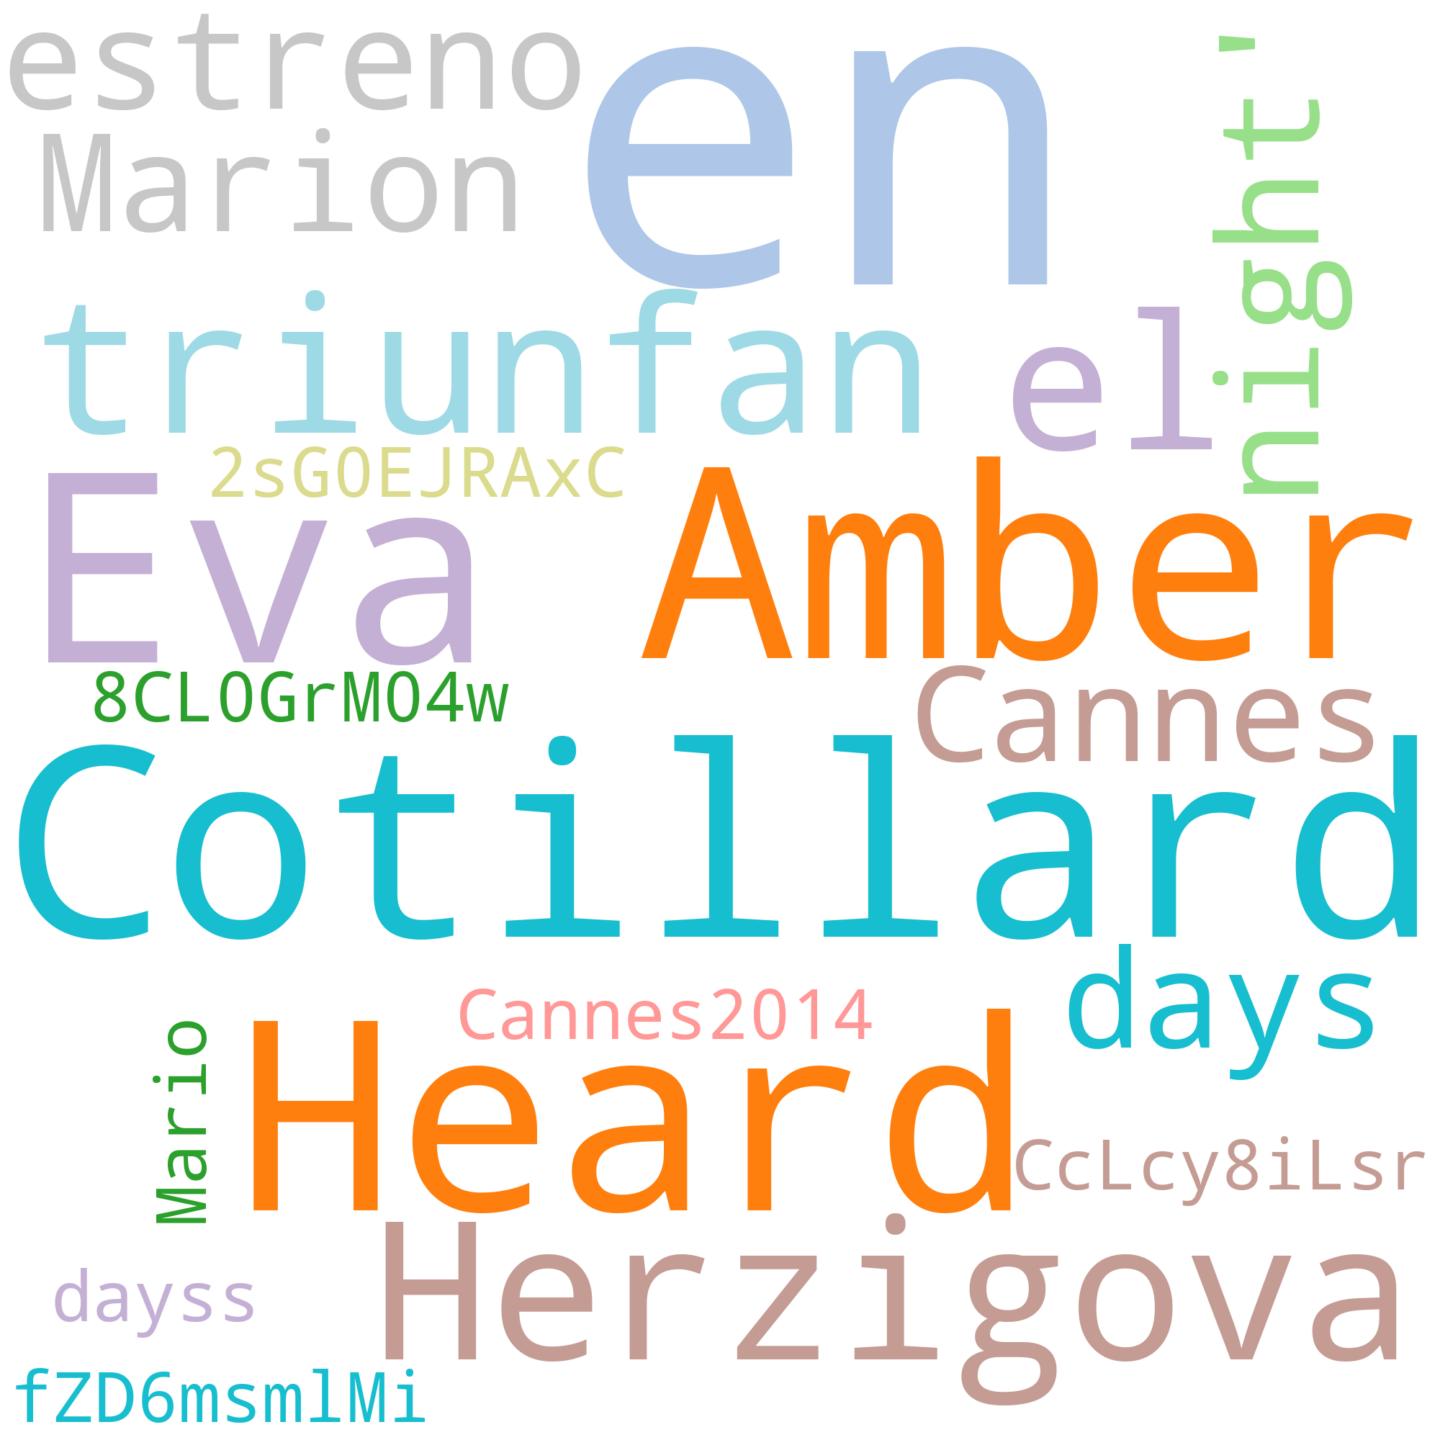 estreno
en
night'
Marion
triunfan
el
2sG0EJRAxC
Eva
Amber
8CL0GrMO4w
Cannes
Cotillard
days
Cannes2014
Mario
Heard
CcLcy8iLsr
Herzigova
dayss
fZD6msmlMi